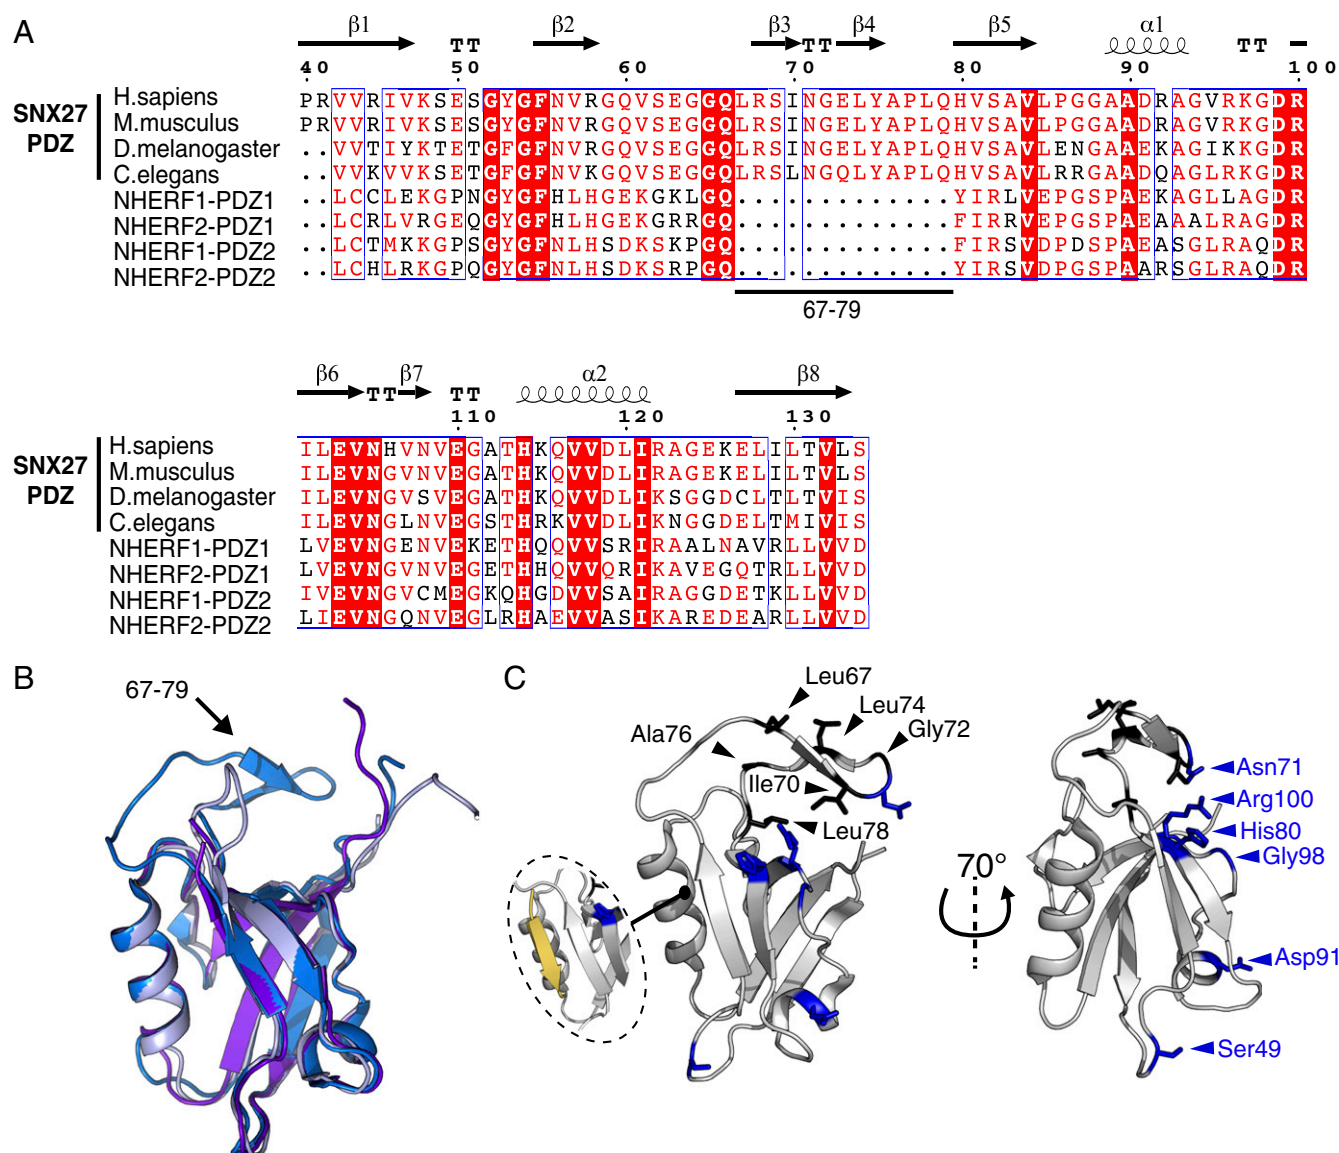 A
β1 β2 β3 β4 β5 α1
TT TT TT
40 50 60 70 80 90 100
SNX27 PDZ
H.sapiens PRVVRIVKSESGYGFNVRGQVSEGGQLRSINGELYAPLQHVSAVLPGGAADRAGVRKGDR
M.musculus PRVVRIVKSESGYGFNVRGQVSEGGQLRSINGELYAPLQHVSAVLPGGAADRAGVRKGDR
D.melanogaster ..VVTIYKTETGFGFNVRGQVSEGGQLRSINGELYAPLQHVSAVLENGAAEKAGIKKGDR
C.elegans ..VVKVVKSETGFGFNVKGQVSEGGQLRSLNGQLYAPLQHVSAVLRRGAADQAGLRKGDR
NHERF1-PDZ1 ..LCCLEKGPNGYGFHLHGEKGKLGQ.............YIRLVEPGSPAEKAGLLAGDR
NHERF2-PDZ1 ..LCRLVRGEQGYGFHLHGEKGRRGQ.............FIRRVEPGSPAEAAALRAGDR
NHERF1-PDZ2 ..LCTMKKGPSGYGFNLHSDKSKPGQ.............FIRSVDPDSPAEASGLRAQDR
NHERF2-PDZ2 ..LCHLRKGPQGYGFNLHSDKSRPGQ.............YIRSVDPGSPAARSGLRAQDR
67-79
β6 β7 α2 β8
TT TT
110 120 130
SNX27 PDZ
H.sapiens ILEVNHVNVEGATHKQVVDLIRAGEKELILTVLS
M.musculus ILEVNGVNVEGATHKQVVDLIRAGEKELILTVLS
D.melanogaster ILEVNGVSVEGATHKQVVDLIKSGGDCLTLTVIS
C.elegans ILEVNGLNVEGSTHRKVVDLIKNGGDELTMIVIS
NHERF1-PDZ1 LVEVNGENVEKETHQQVVSRIRAALNAVRLLVVD
NHERF2-PDZ1 LVEVNGVNVEGETHHQVVQRIKAVEGQTRLLVVD
NHERF1-PDZ2 IVEVNGVCMEGKQHGDVVSAIRAGGDETKLLVVD
NHERF2-PDZ2 LIEVNGQNVEGLRHAEVVASIKAREDEARLLVVD
B
67-79
C
Leu67
Leu74
Gly72
Ala76
Ile70
Leu78
70°
Asn71
Arg100
His80
Gly98
Asp91
Ser49